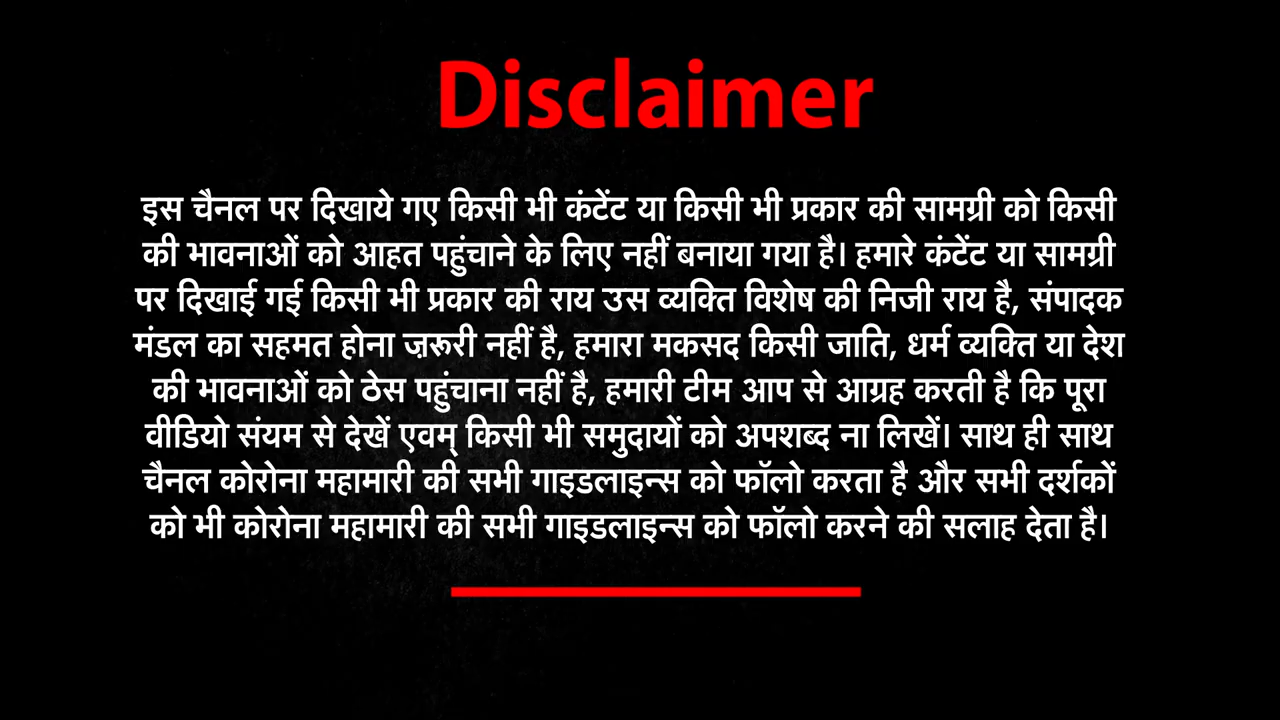 Disclaimer
इस चैनल पर दिखाये गए किसी भी कंटेंट या किसी भी प्रकार की सामग्री को किसी
की भावनाओं को आहत पहुंचाने के लिए नहीं बनाया गया है। हमारे कंटेंट या सामग्री
पर दिखाई गई किसी भी प्रकार की राय उस व्यक्ति विशेष की निजी राय है, संपादक
मंडल का सहमत होना ज़रूरी नहीं है, हमारा मकसद किसी जाति, धर्म व्यक्ति या देश
की भावनाओं को ठेस पहुंचाना नहीं है, हमारी टीम आप से आग्रह करती है कि पूरा
वीडियो संयम से देखें एवम् किसी भी समुदायों को अपशब्द ना लिखें। साथ ही साथ
चैनल कोरोना महामारी की सभी गाइडलाइन्स को फॉलो करता है और सभी दर्शकों
को भी कोरोना महामारी की सभी गाइडलाइन्स को फॉलो करने की सलाह देता है।